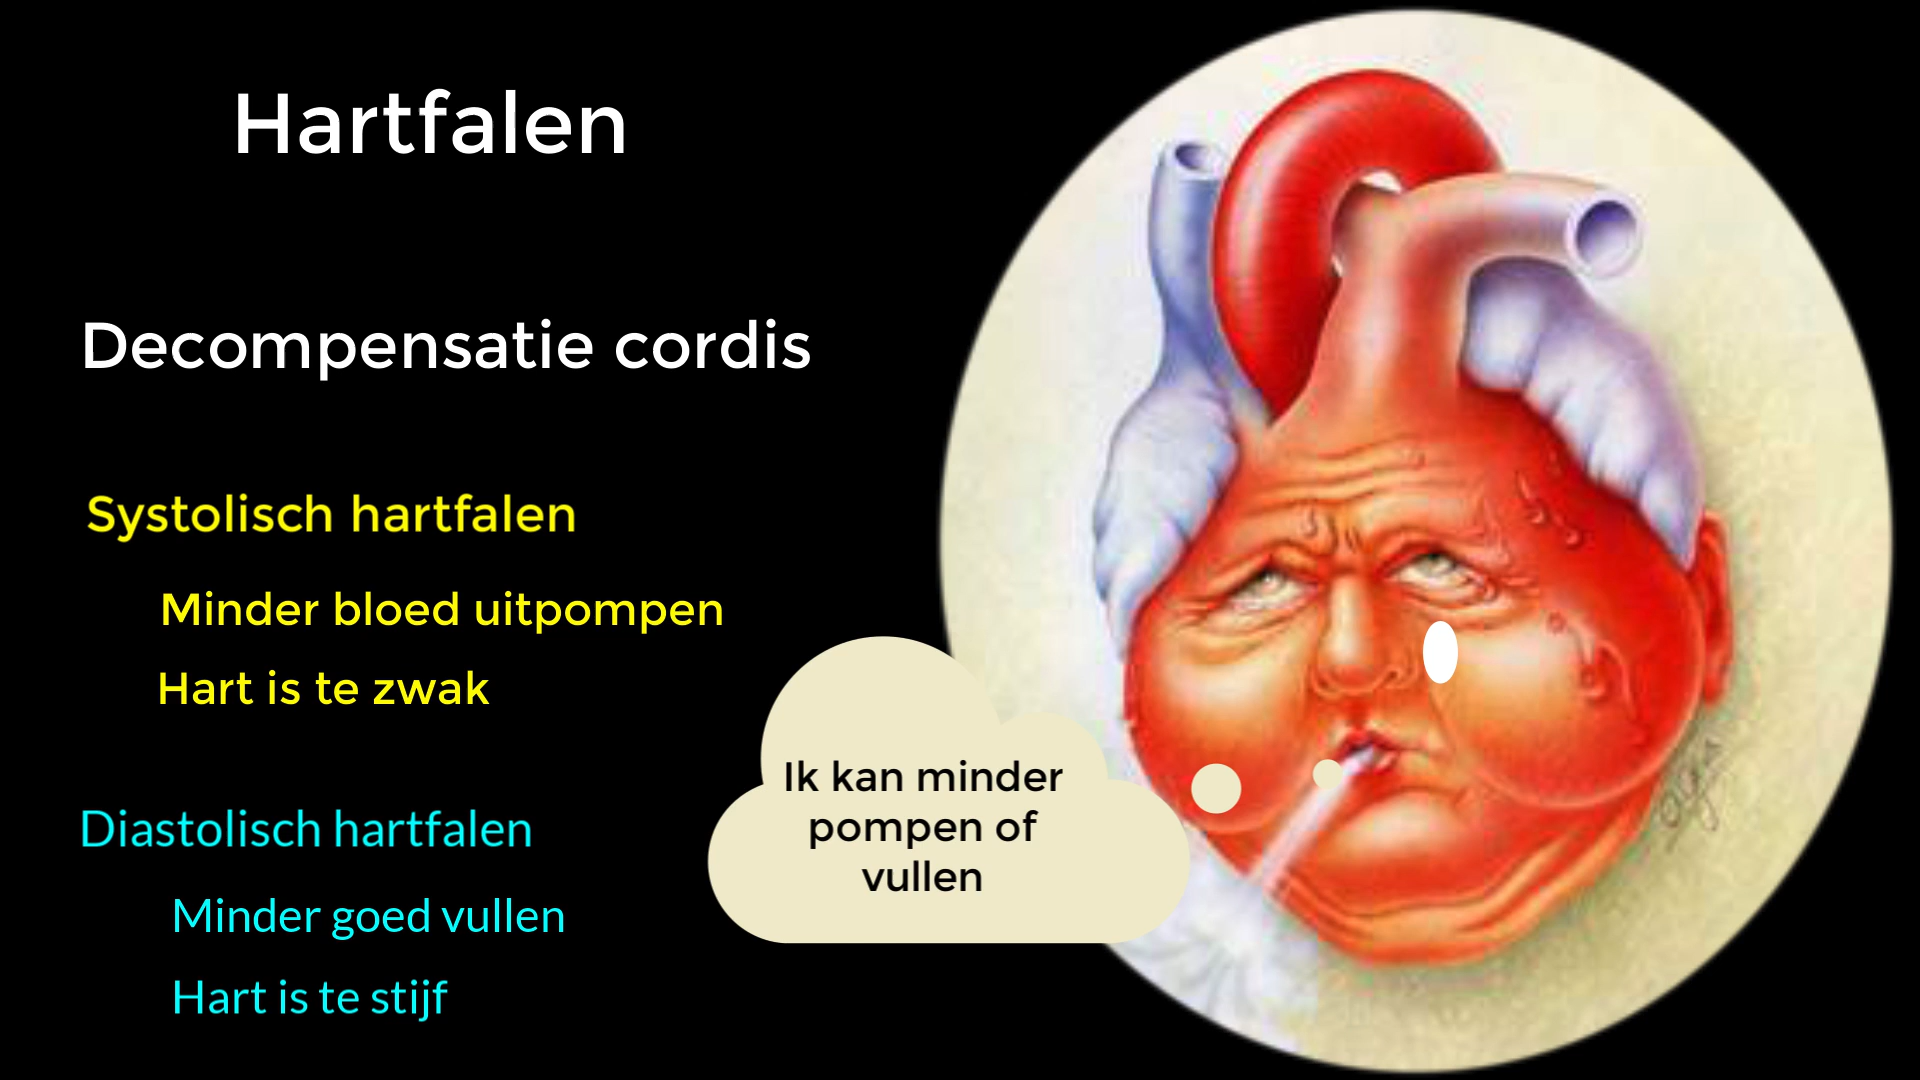 Hartfalen
Decompensatie cordis
Systolisch hartfalen
Minder bloed uitpompen
Hart is te zwak
Diastolisch hartfalen
Minder goed vullen
Hart is te stijf
Ik kan minder
pompen of
vullen